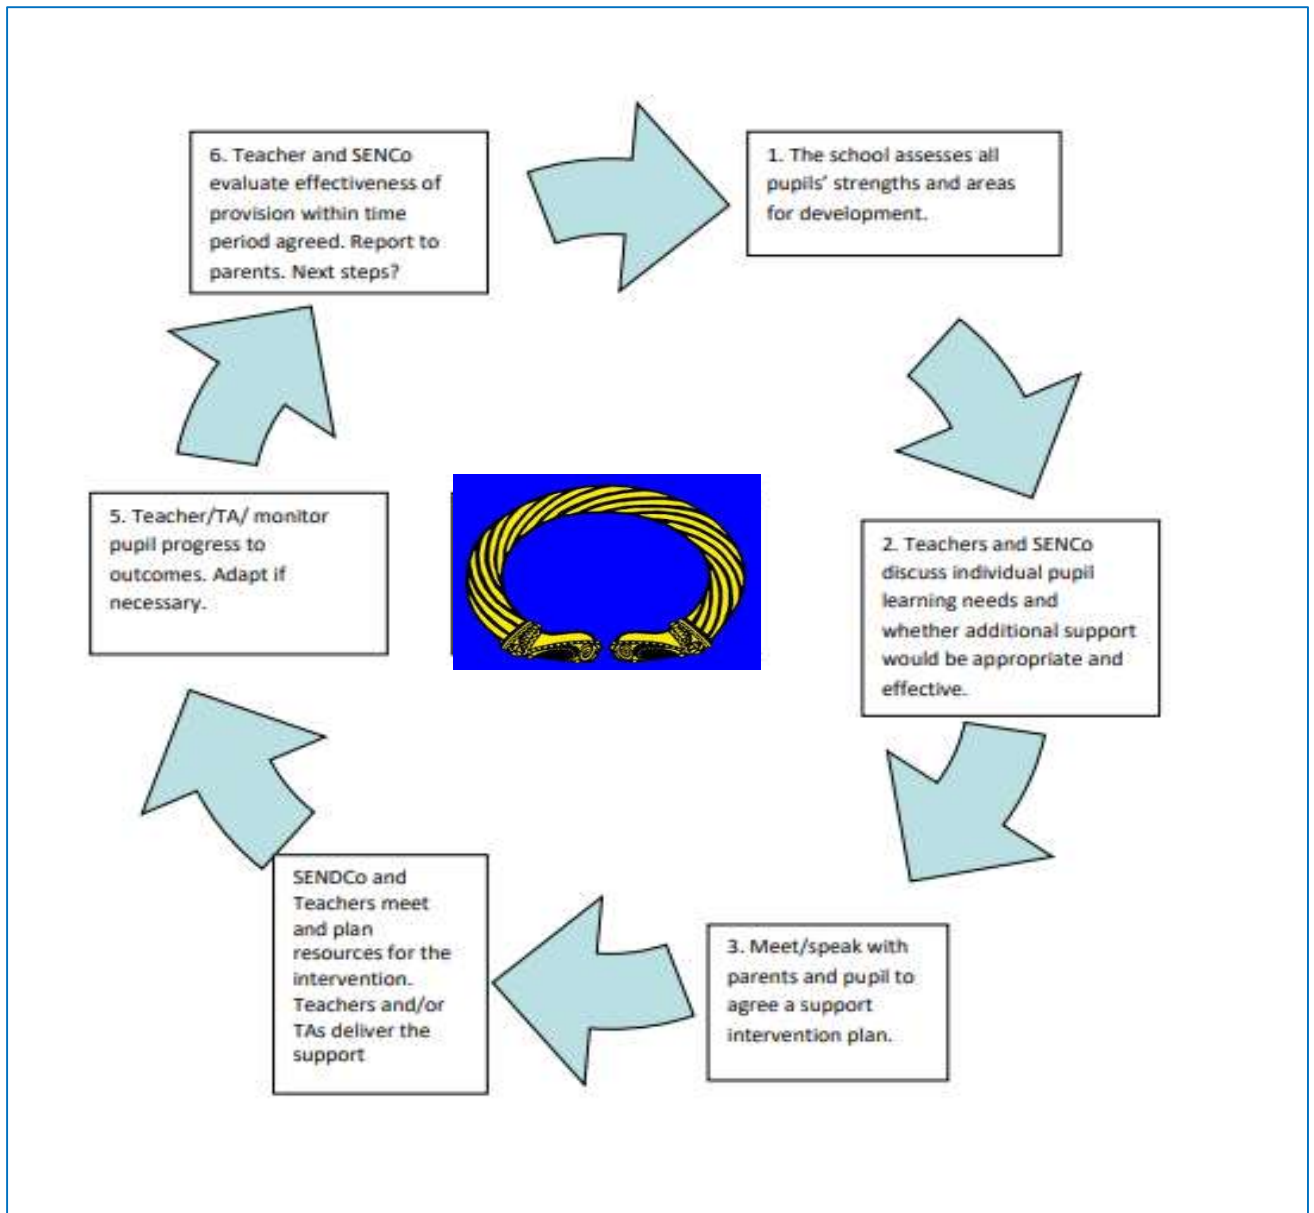 1. The school assesses all
pupils' strengths and areas
for development.
2. Teachers and SENCo
discuss individual pupil
learning needs and
whether additional support
would be appropriate and
effective.
3. Meet/speak with
parents and pupil to
agree a support
intervention plan.
SENDCo and
Teachers meet
and plan
resources for the
intervention.
Teachers and/or
TAs deliver the
support
5. Teacher/TA/ monitor
pupil progress to
outcomes. Adapt if
necessary.
6. Teacher and SENCo
evaluate effectiveness of
provision within time
period agreed. Report to
parents. Next steps?